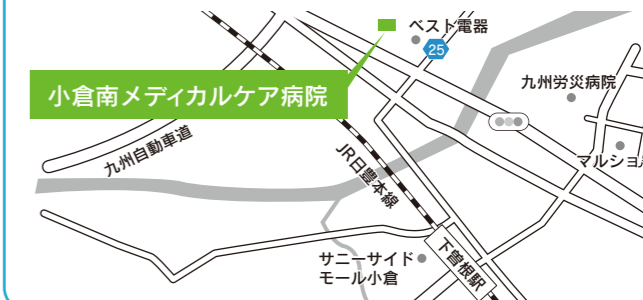 ベスト電器
25
小倉南メディカルケア病院
九州労災病院
九州自動車道
JR日豊本線
マルショ
サニーサイド
モール小倉
下曽根駅